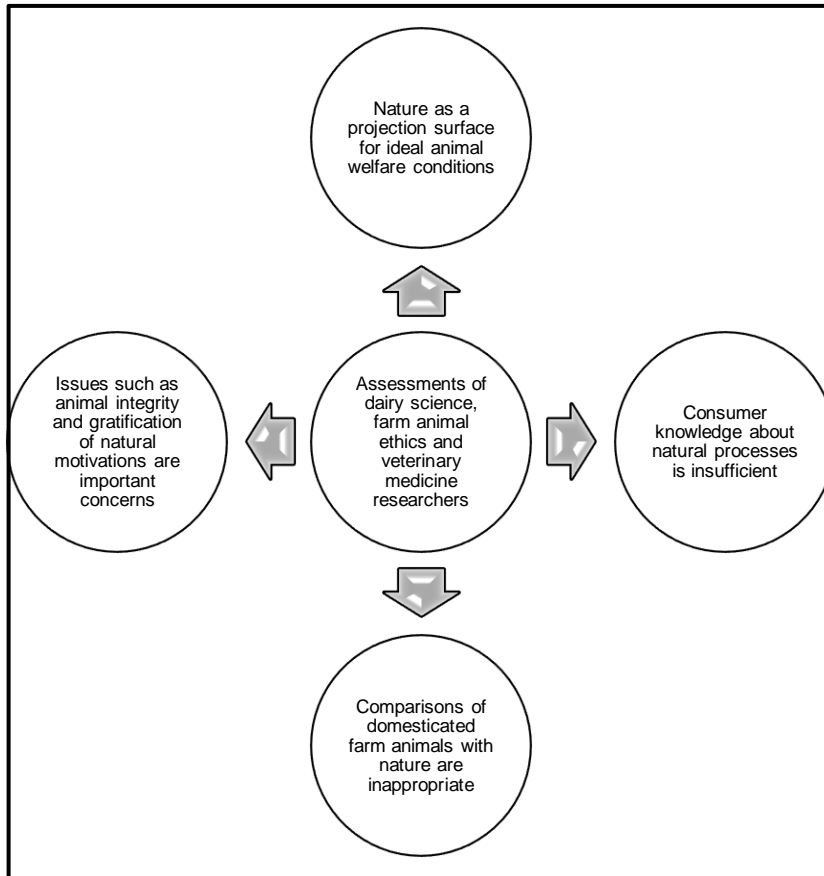 Nature as a
projection surface
for ideal animal
welfare conditions
Issues such as
animal integrity
and gratification
of natural
motivations are
important
concerns
Assessments of
dairy science,
farm animal
ethics and
veterinary
medicine
researchers
Consumer
knowledge about
natural processes
is insufficient
Comparisons of
domesticated
farm animals with
nature are
inappropriate